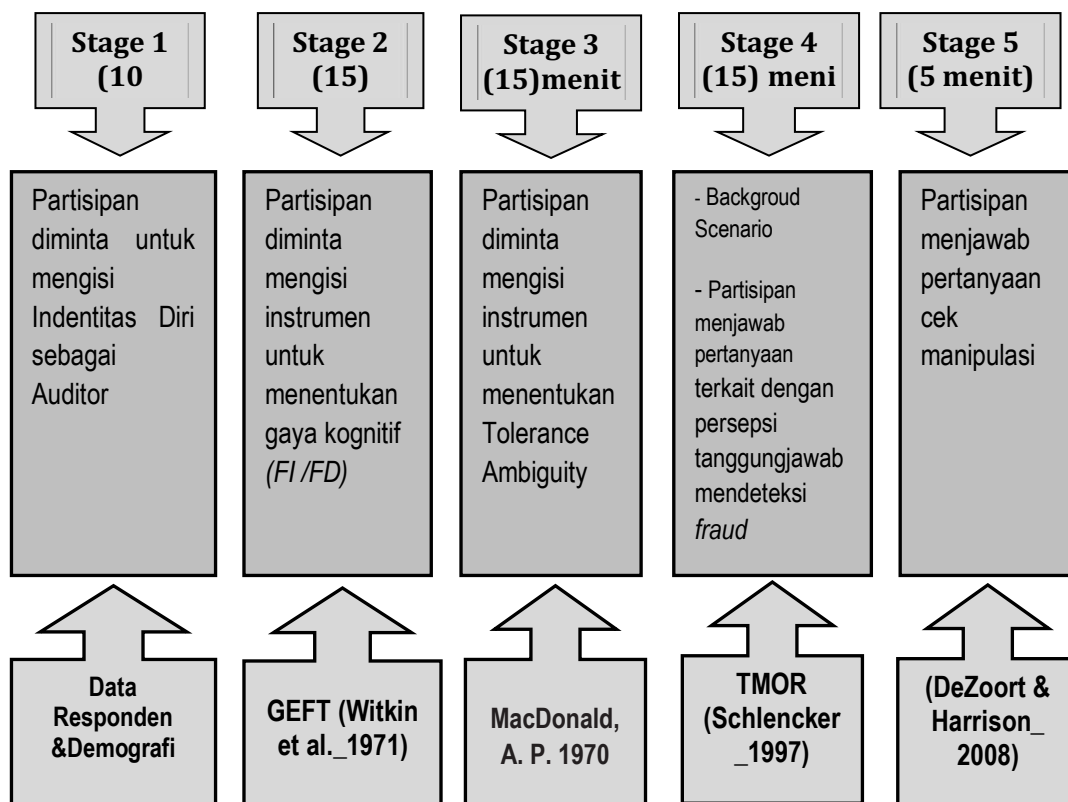 Stage 1
(10
Stage 2
(15)
Stage 3
(15)menit
Stage 4
(15) meni
Stage 5
(5 menit)
Partisipan
diminta untuk
mengisi
Indentitas Diri
sebagai
Auditor
Partisipan
diminta
mengisi
instrumen
untuk
menentukan
gaya kognitif
(FI /FD)
Partisipan
diminta
mengisi
instrumen
untuk
menentukan
Tolerance
Ambiguity
- Backgroud
Scenario
- Partisipan
menjawab
pertanyaan
terkait dengan
persepsi
tanggungjawab
mendeteksi
fraud
Partisipan
menjawab
pertanyaan
cek
manipulasi
Data
Responden
&Demografi
GEFT (Witkin
et al._1971)
MacDonald,
A. P. 1970
TMOR
(Schlencker
_1997)
(DeZoort &
Harrison_
2008)